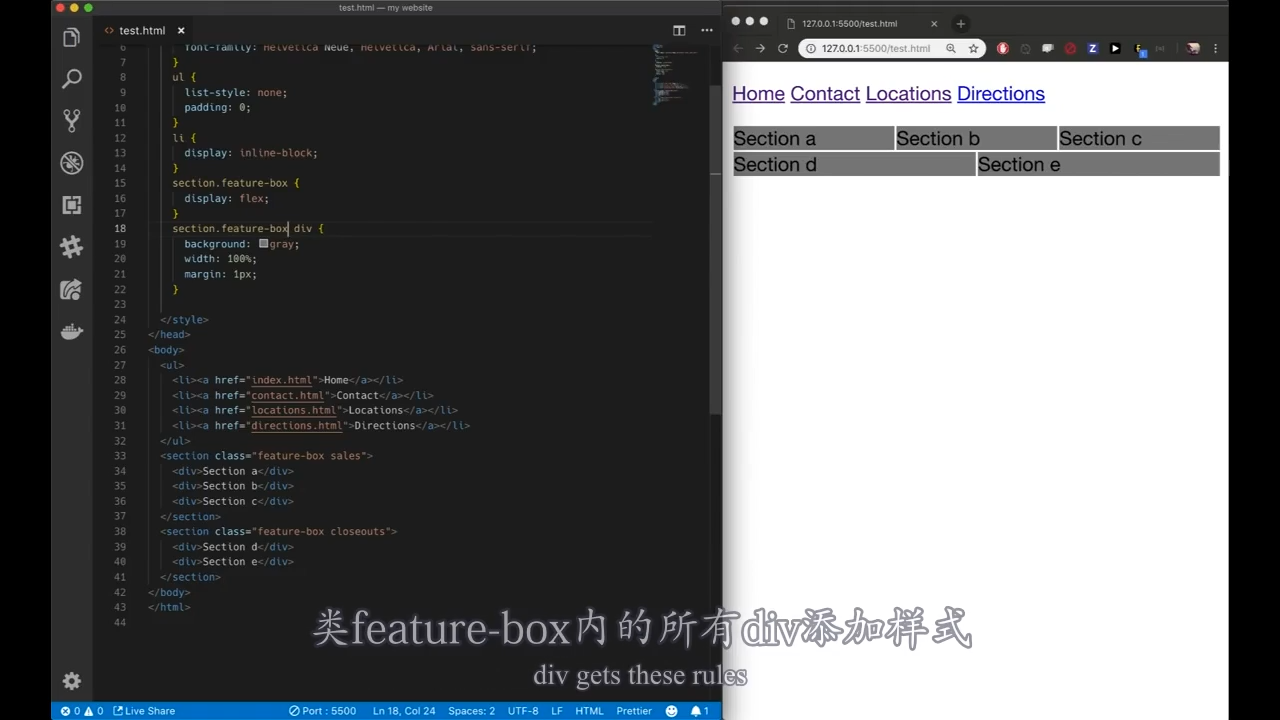 test.html — my website
test.html
6 font-family: Helvetica Neue, Helvetica, Arial, sans-serif;
7 }
8 ul {
9 list-style: none;
10 padding: 0;
11 }
12 li {
13 display: inline-block;
14 }
15 section.feature-box {
16 display: flex;
17 }
18 section.feature-box div {
19 background: gray;
20 width: 100%;
21 margin: 1px;
22 }
23
24 </style>
25 </head>
26 <body>
27 <ul>
28 <li><a href="index.html">Home</a></li>
29 <li><a href="contact.html">Contact</a></li>
30 <li><a href="locations.html">Locations</a></li>
31 <li><a href="directions.html">Directions</a></li>
32 </ul>
33 <section class="feature-box sales">
34 <div>Section a</div>
35 <div>Section b</div>
36 <div>Section c</div>
37 </section>
38 <section class="feature-box closeouts">
39 <div>Section d</div>
40 <div>Section e</div>
41 </section>
42 </body>
43 </html>
44
0 0 Live Share Port : 5500 Ln 18, Col 24 Spaces: 2 UTF-8 LF HTML Prettier 1
127.0.0.1:5500/test.html
127.0.0.1:5500/test.html
Home Contact Locations Directions
Section a Section b Section c
Section d Section e
类feature-box内的所有div添加样式
div gets these rules